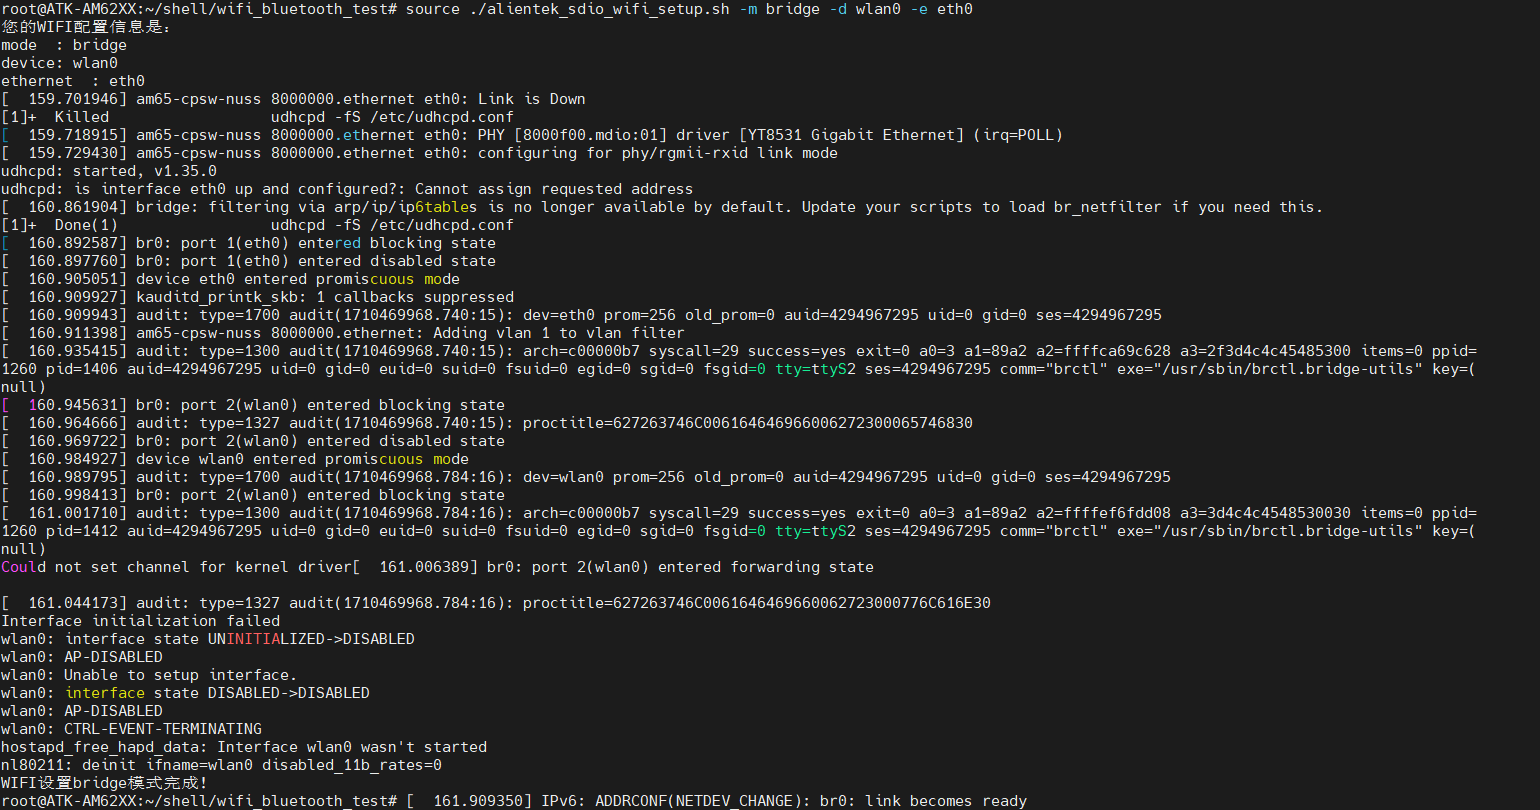 root@ATK-AM62XX:~/shell/wifi_bluetooth_test# source ./alientek_sdio_wifi_setup.sh -m bridge -d wlan0 -e eth0
您的WIFI配置信息是：
mode  : bridge
device: wlan0
ethernet  : eth0
[  159.701946] am65-cpsw-nuss 8000000.ethernet eth0: Link is Down
[1]+  Killed                  udhcpd -fS /etc/udhcpd.conf
[  159.718915] am65-cpsw-nuss 8000000.ethernet eth0: PHY [8000f00.mdio:01] driver [YT8531 Gigabit Ethernet] (irq=POLL)
[  159.729430] am65-cpsw-nuss 8000000.ethernet eth0: configuring for phy/rgmii-rxid link mode
udhcpd: started, v1.35.0
udhcpd: is interface eth0 up and configured?: Cannot assign requested address
[  160.861904] bridge: filtering via arp/ip/ip6tables is no longer available by default. Update your scripts to load br_netfilter if you need this.
[1]+  Done(1)                 udhcpd -fS /etc/udhcpd.conf
[  160.892587] br0: port 1(eth0) entered blocking state
[  160.897760] br0: port 1(eth0) entered disabled state
[  160.905051] device eth0 entered promiscuous mode
[  160.909927] kauditd_printk_skb: 1 callbacks suppressed
[  160.909943] audit: type=1700 audit(1710469968.740:15): dev=eth0 prom=256 old_prom=0 auid=4294967295 uid=0 gid=0 ses=4294967295
[  160.911398] am65-cpsw-nuss 8000000.ethernet: Adding vlan 1 to vlan filter
[  160.935415] audit: type=1300 audit(1710469968.740:15): arch=c00000b7 syscall=29 success=yes exit=0 a0=3 a1=89a2 a2=ffffca69c628 a3=2f3d4c4c45485300 items=0 ppid=
1260 pid=1406 auid=4294967295 uid=0 gid=0 euid=0 suid=0 fsuid=0 egid=0 sgid=0 fsgid=0 tty=ttyS2 ses=4294967295 comm="brctl" exe="/usr/sbin/brctl.bridge-utils" key=(
null)
[  160.945631] br0: port 2(wlan0) entered blocking state
[  160.964666] audit: type=1327 audit(1710469968.740:15): proctitle=627263746C006164646966006272300065746830
[  160.969722] br0: port 2(wlan0) entered disabled state
[  160.984927] device wlan0 entered promiscuous mode
[  160.989795] audit: type=1700 audit(1710469968.784:16): dev=wlan0 prom=256 old_prom=0 auid=4294967295 uid=0 gid=0 ses=4294967295
[  160.998413] br0: port 2(wlan0) entered blocking state
[  161.001710] audit: type=1300 audit(1710469968.784:16): arch=c00000b7 syscall=29 success=yes exit=0 a0=3 a1=89a2 a2=ffffef6fdd08 a3=3d4c4c4548530030 items=0 ppid=
1260 pid=1412 auid=4294967295 uid=0 gid=0 euid=0 suid=0 fsuid=0 egid=0 sgid=0 fsgid=0 tty=ttyS2 ses=4294967295 comm="brctl" exe="/usr/sbin/brctl.bridge-utils" key=(
null)
Could not set channel for kernel driver[  161.006389] br0: port 2(wlan0) entered forwarding state
[  161.044173] audit: type=1327 audit(1710469968.784:16): proctitle=627263746C00616464696600627230​00776C616E30
Interface initialization failed
wlan0: interface state UNINITIALIZED->DISABLED
wlan0: AP-DISABLED
wlan0: Unable to setup interface.
wlan0: interface state DISABLED->DISABLED
wlan0: AP-DISABLED
wlan0: CTRL-EVENT-TERMINATING
hostapd_free_hapd_data: Interface wlan0 wasn't started
nl80211: deinit ifname=wlan0 disabled_11b_rates=0
WIFI设置bridge模式完成！
root@ATK-AM62XX:~/shell/wifi_bluetooth_test# [  161.909350] IPv6: ADDRCONF(NETDEV_CHANGE): br0: link becomes ready